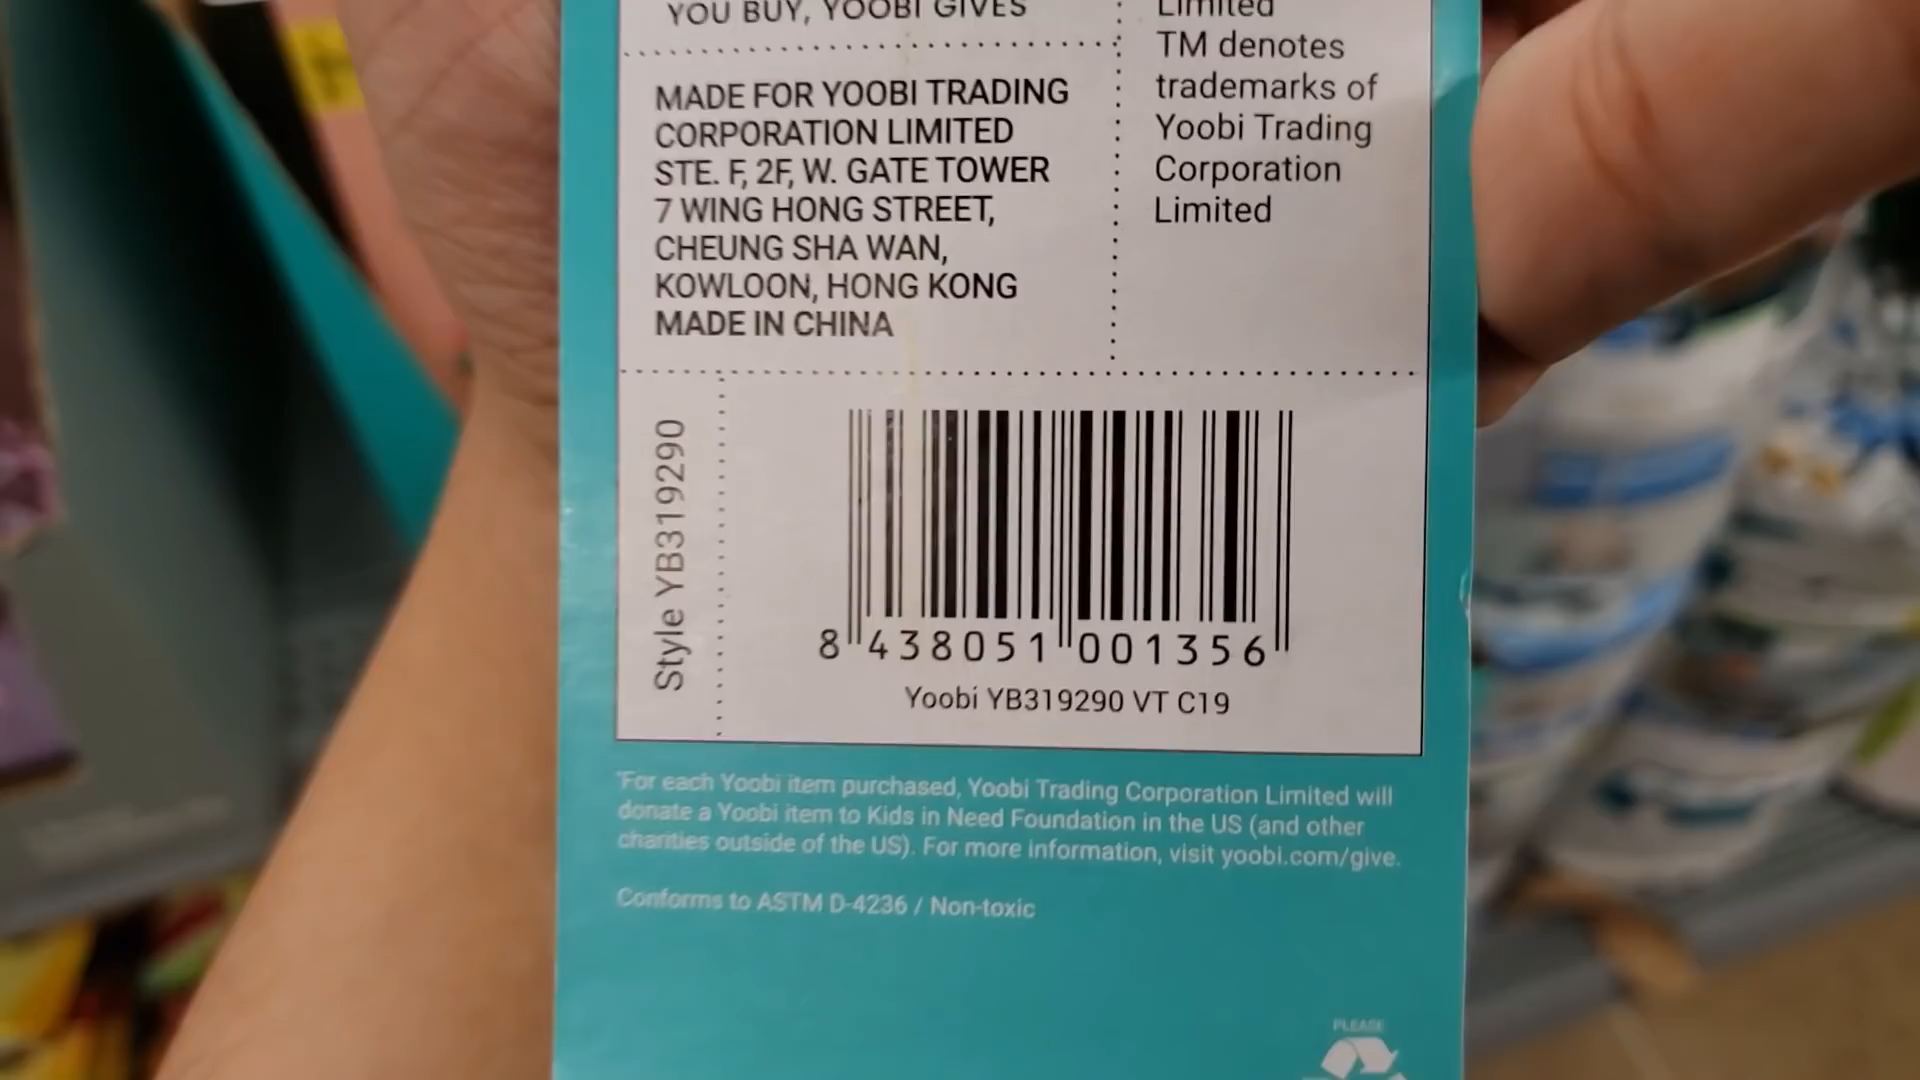 YOU BUY, YOOBI GIVES
MADE FOR YOOBI TRADING
CORPORATION LIMITED
STE. F, 2F, W. GATE TOWER
7 WING HONG STREET,
CHEUNG SHA WAN,
KOWLOON, HONG KONG
MADE IN CHINA
Limited
TM denotes
trademarks of
Yoobi Trading
Corporation
Limited
Style YB319290
8 438051 001356
Yoobi YB319290 VT C19
*For each Yoobi item purchased, Yoobi Trading Corporation Limited will
donate a Yoobi item to Kids in Need Foundation in the US (and other
charities outside of the US). For more information, visit yoobi.com/give.
Conforms to ASTM D-4236 / Non-toxic
PLEASE